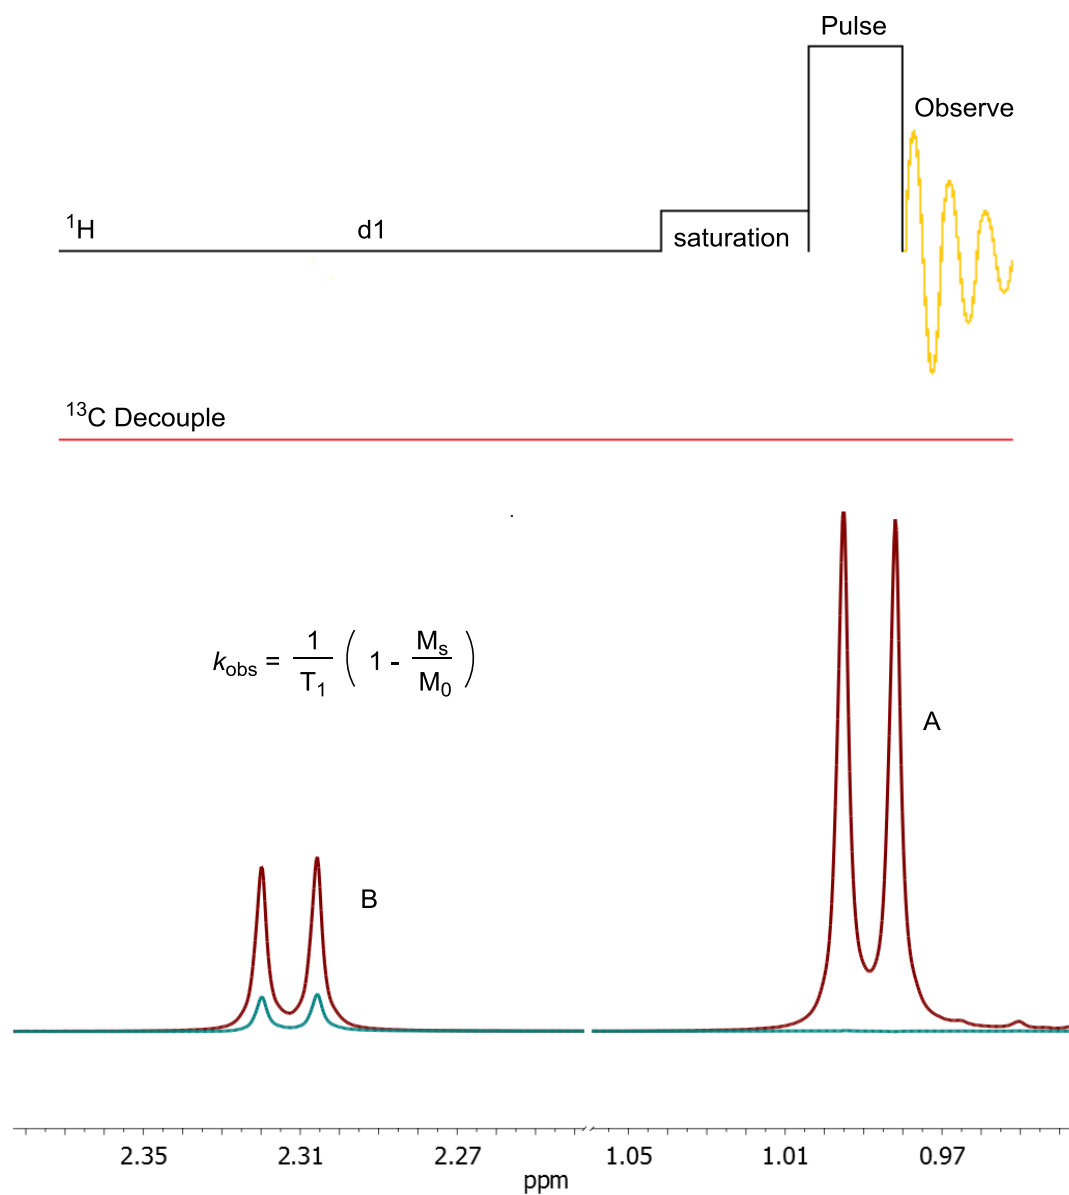 Pulse
Observe
¹H
d1
saturation
¹³C Decouple
k_obs = 1/T₁ ( 1 - M_s/M₀ )
A
B
2.35 2.31 2.27 1.05 1.01 0.97
ppm